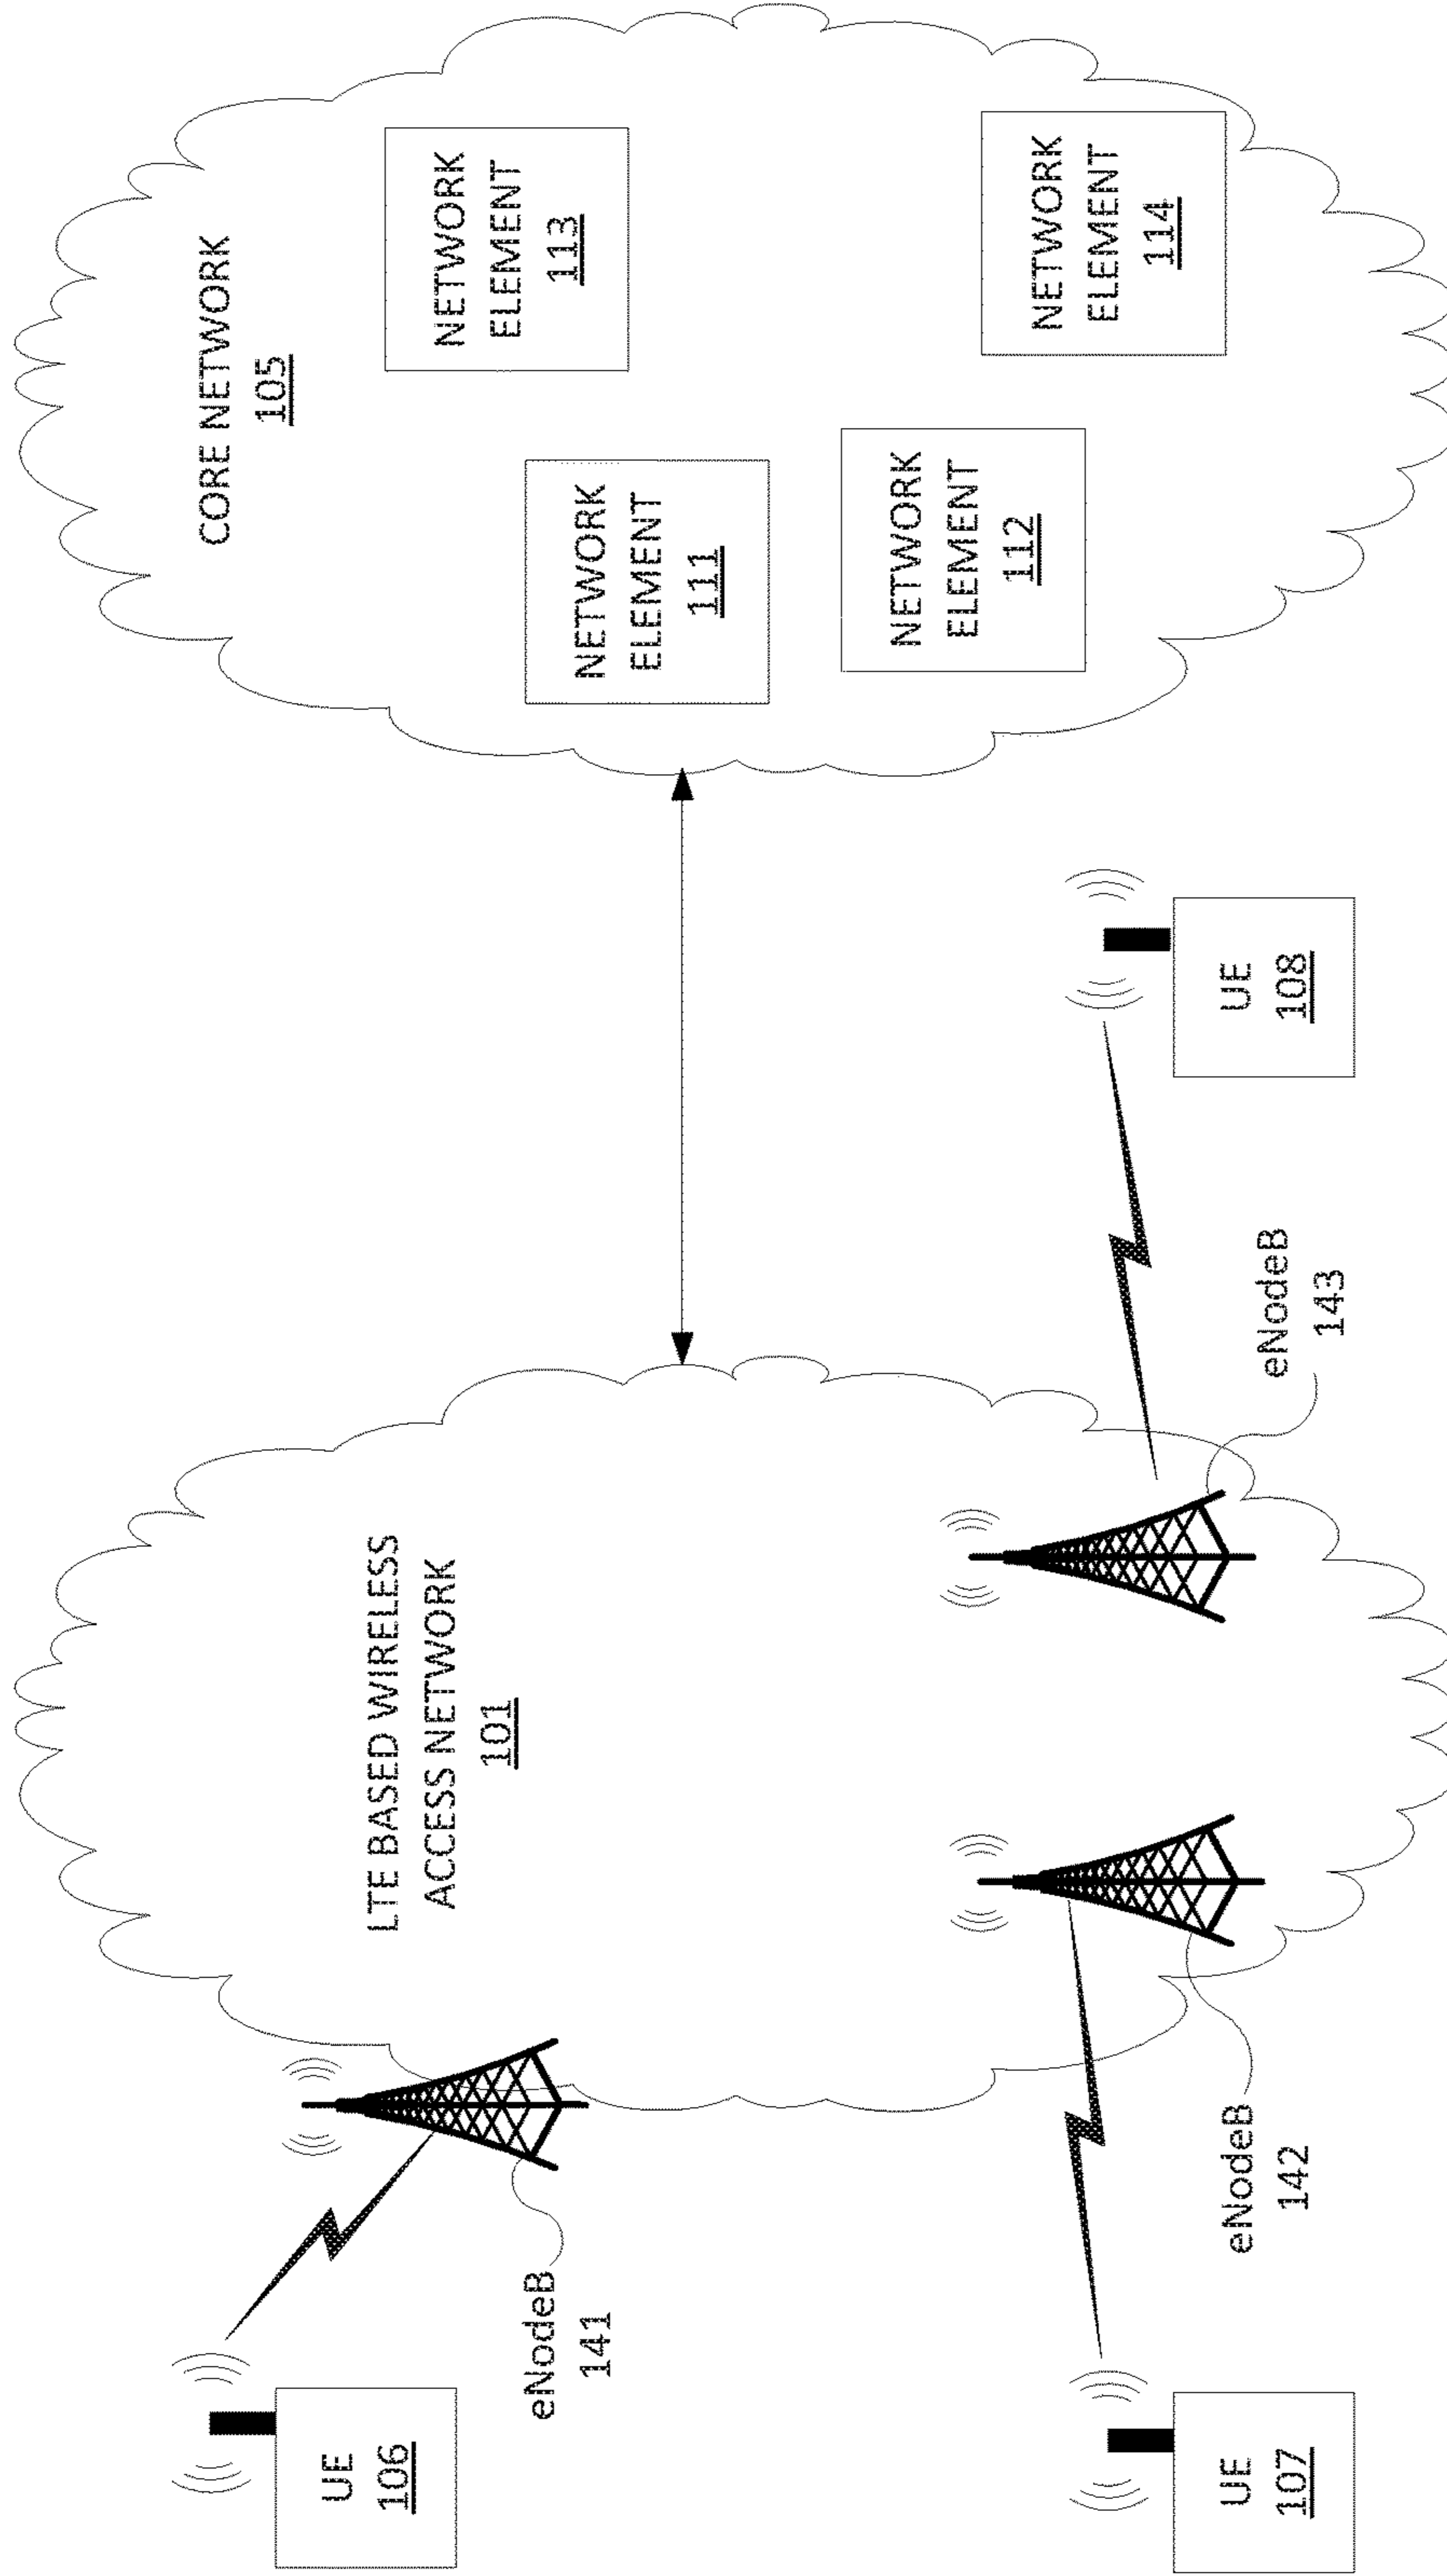 UE
106
eNodeB
141
LTE BASED WIRELESS
ACCESS NETWORK
101
UE
107
eNodeB
142
eNodeB
143
UE
108
CORE NETWORK
105
NETWORK
ELEMENT
111
NETWORK
ELEMENT
112
NETWORK
ELEMENT
113
NETWORK
ELEMENT
114